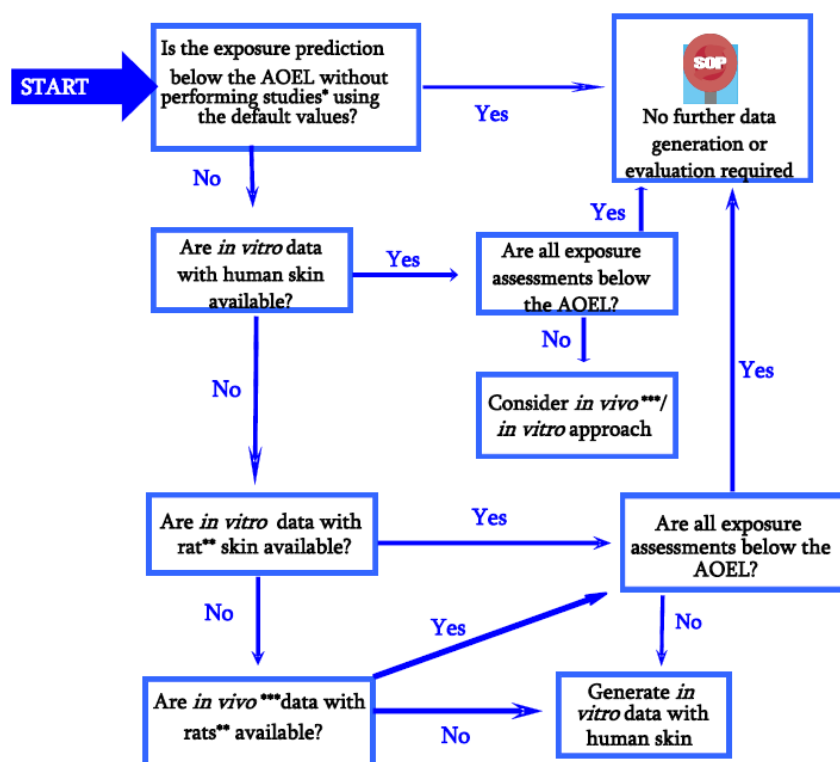 START
Is the exposure prediction
below the AOEL without
performing studies* using
the default values?
Yes
SOP
No further data
generation or
evaluation required
No
Yes
Are in vitro data
with human skin
available?
Yes
Are all exposure
assessments below
the AOEL?
No
No
Yes
Consider in vivo ***/
in vitro approach
Are in vitro data with
rat** skin available?
Yes
Are all exposure
assessments below the
AOEL?
No
Yes
No
Are in vivo ***data with
rats** available?
No
Generate in
vitro data with
human skin